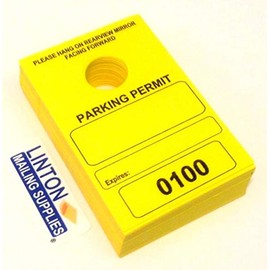 PLEASE HANG ON REARVIEW MIRROR
FACING FORWARD
PARKING PERMIT
Expires:
0100
LINTON
MAILING SUPPLIES